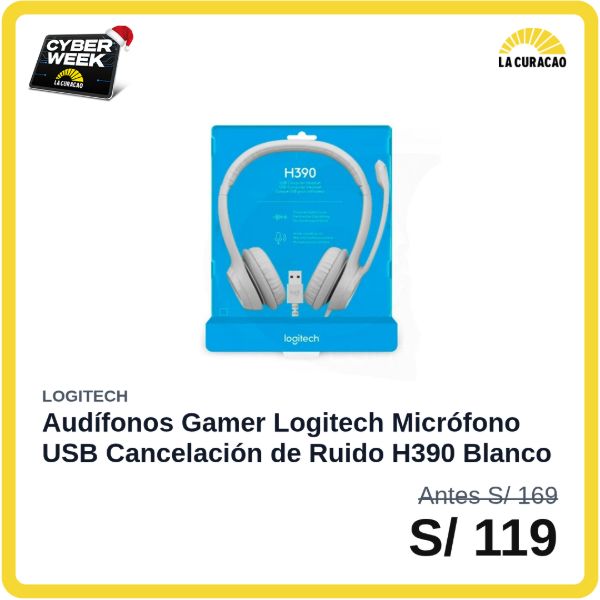 CYBER
WEEK
LA CURACAO
LA CURACAO
H390
logitech
LOGITECH
Audífonos Gamer Logitech Micrófono
USB Cancelación de Ruido H390 Blanco
Antes S/ 169
S/ 119